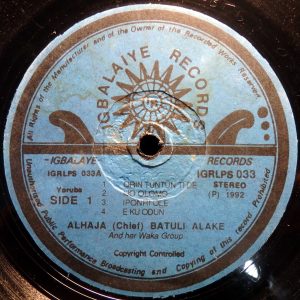 All Rights of the Manufacturer and of the Owner of the Recorded Works Reserved
IGBALAIYE RECORDS
IGBALAIYE RECORDS
IGRLPS 033A
IGRLPS 033
Yoruba
STEREO
SIDE 1
(P) 1992
1 ORIN TUNTUN TI DE
2 OLOMO
3 IPONRI
4 E KU ODUN
ALHAJA (Chief) BATULI ALAKE
And her Waka Group
Copyright Controlled
Unauthorised Public Performance Broadcasting and Copying of this record Prohibited